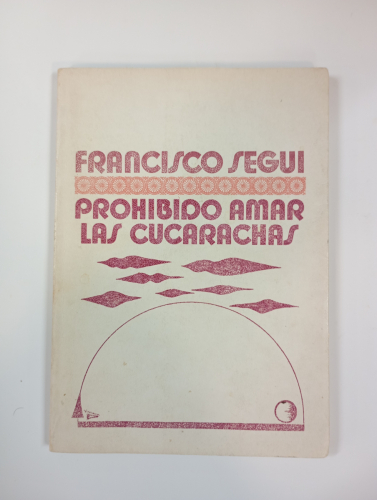 FRANCISCO SEGUI
PROHIBIDO AMAR
LAS CUCARACHAS